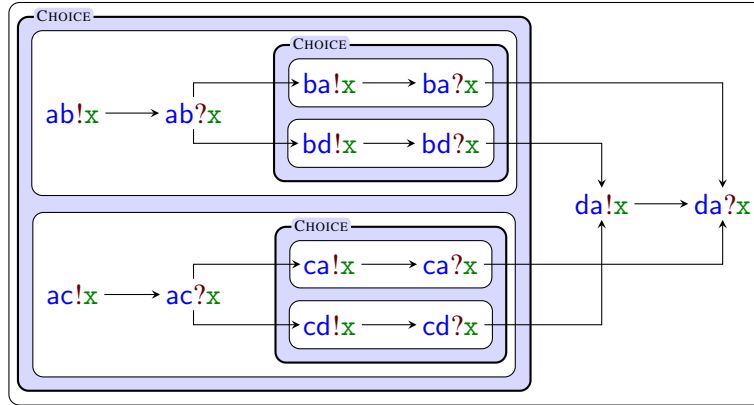 CHOICE
CHOICE
ba!x ba?x
ab!x ab?x
bd!x bd?x
da!x da?x
CHOICE
ca!x ca?x
ac!x ac?x
cd!x cd?x